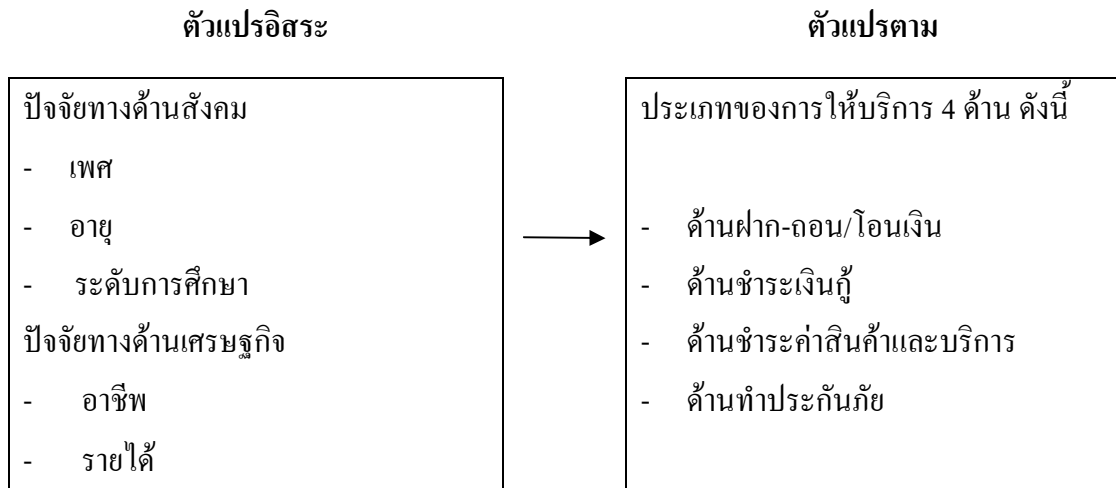 ตัวแปรอิสระ
ปัจจัยทางด้านสังคม
- เพศ
- อายุ
- ระดับการศึกษา
ปัจจัยทางด้านเศรษฐกิจ
- อาชีพ
- รายได้
ตัวแปรตาม
ประเภทของการให้บริการ 4 ด้าน ดังนี้
- ด้านฝาก-ถอน/โอนเงิน
- ด้านชำระเงินกู้
- ด้านชำระค่าสินค้าและบริการ
- ด้านทำประกันภัย